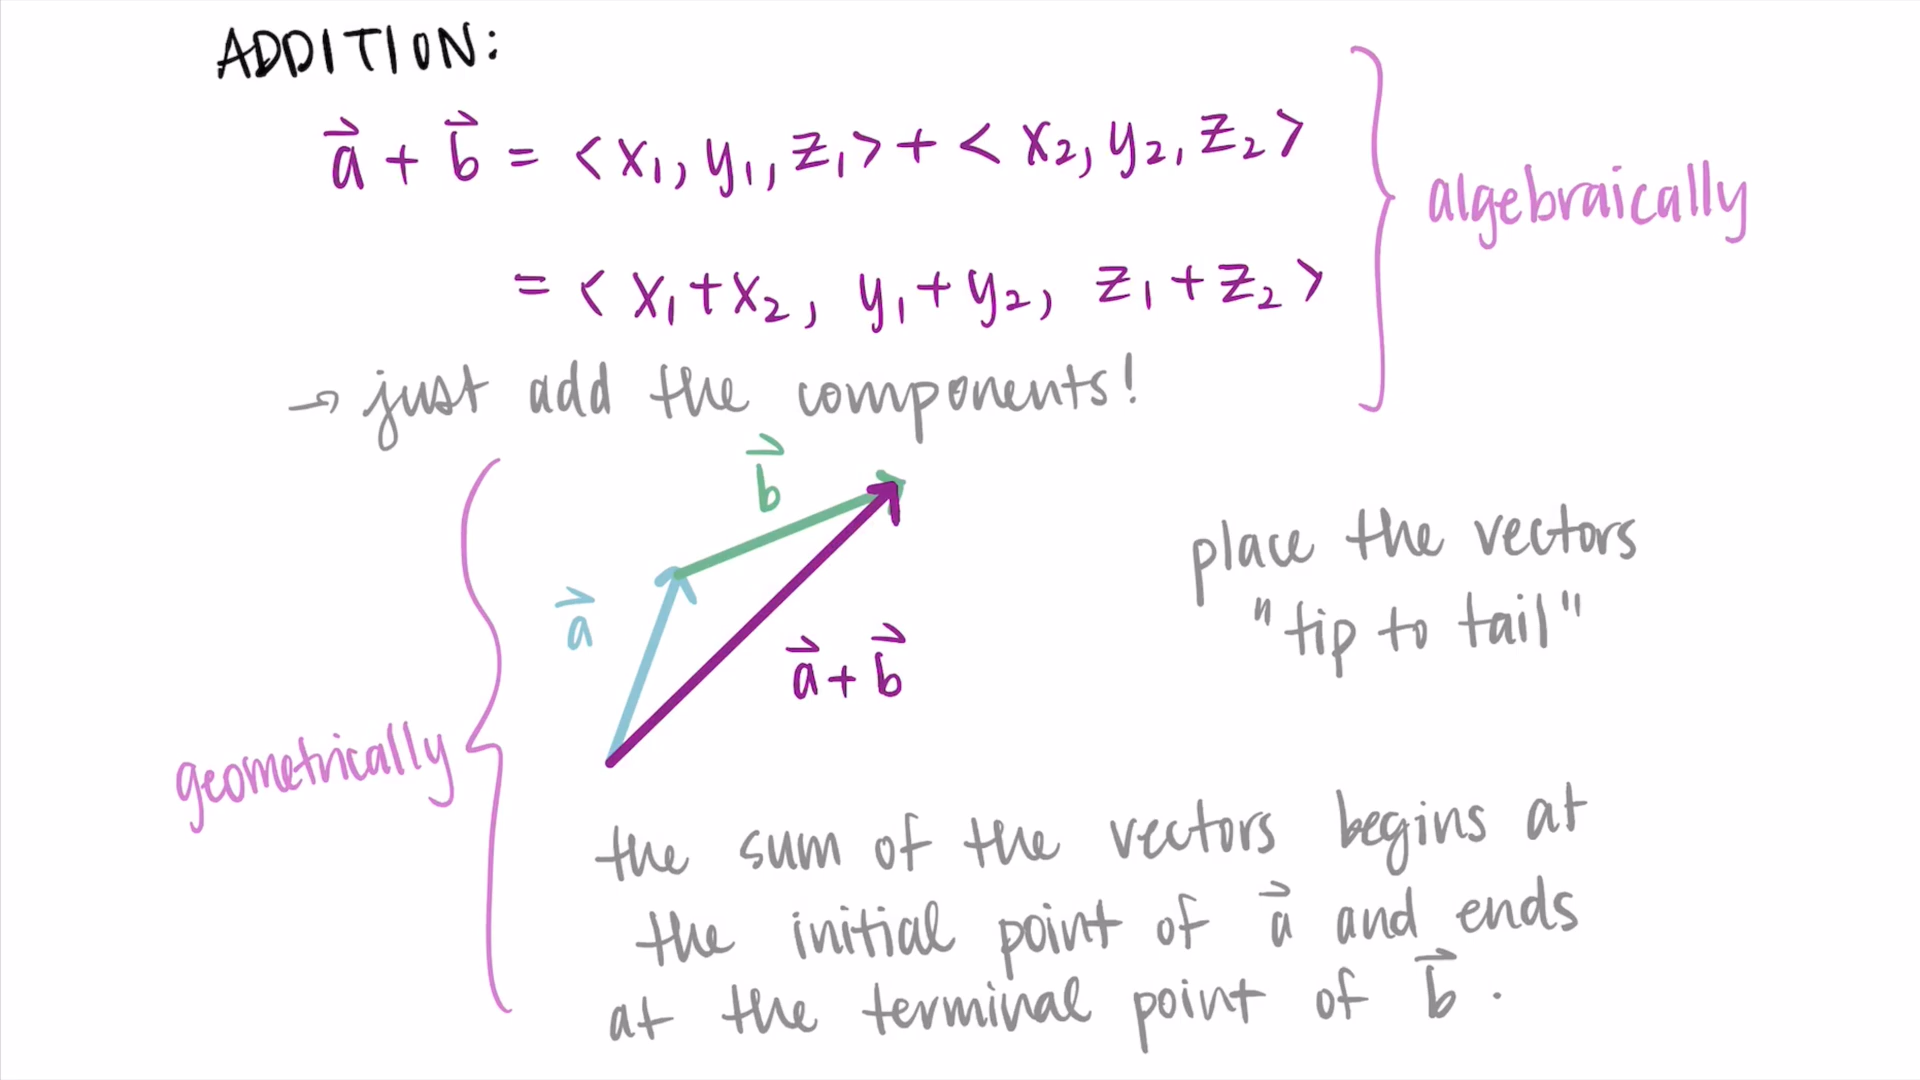 ADDITION:
a⃗ + b⃗ = <x₁, y₁, z₁> + <x₂, y₂, z₂>
= <x₁+x₂, y₁+y₂, z₁+z₂>
algebraically
→ just add the components!
b⃗
a⃗
a⃗ + b⃗
place the vectors
"tip to tail"
geometrically
the sum of the vectors begins at
the initial point of a⃗ and ends
at the terminal point of b⃗.